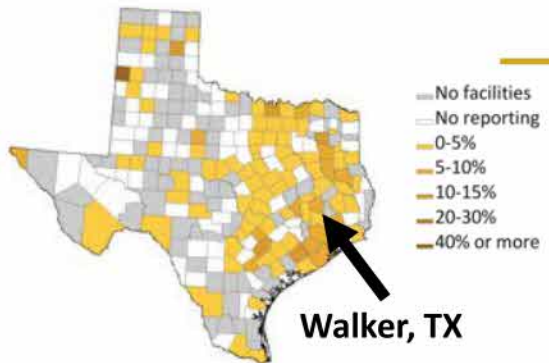 No facilities
No reporting
0-5%
5-10%
10-15%
20-30%
40% or more
Walker, TX